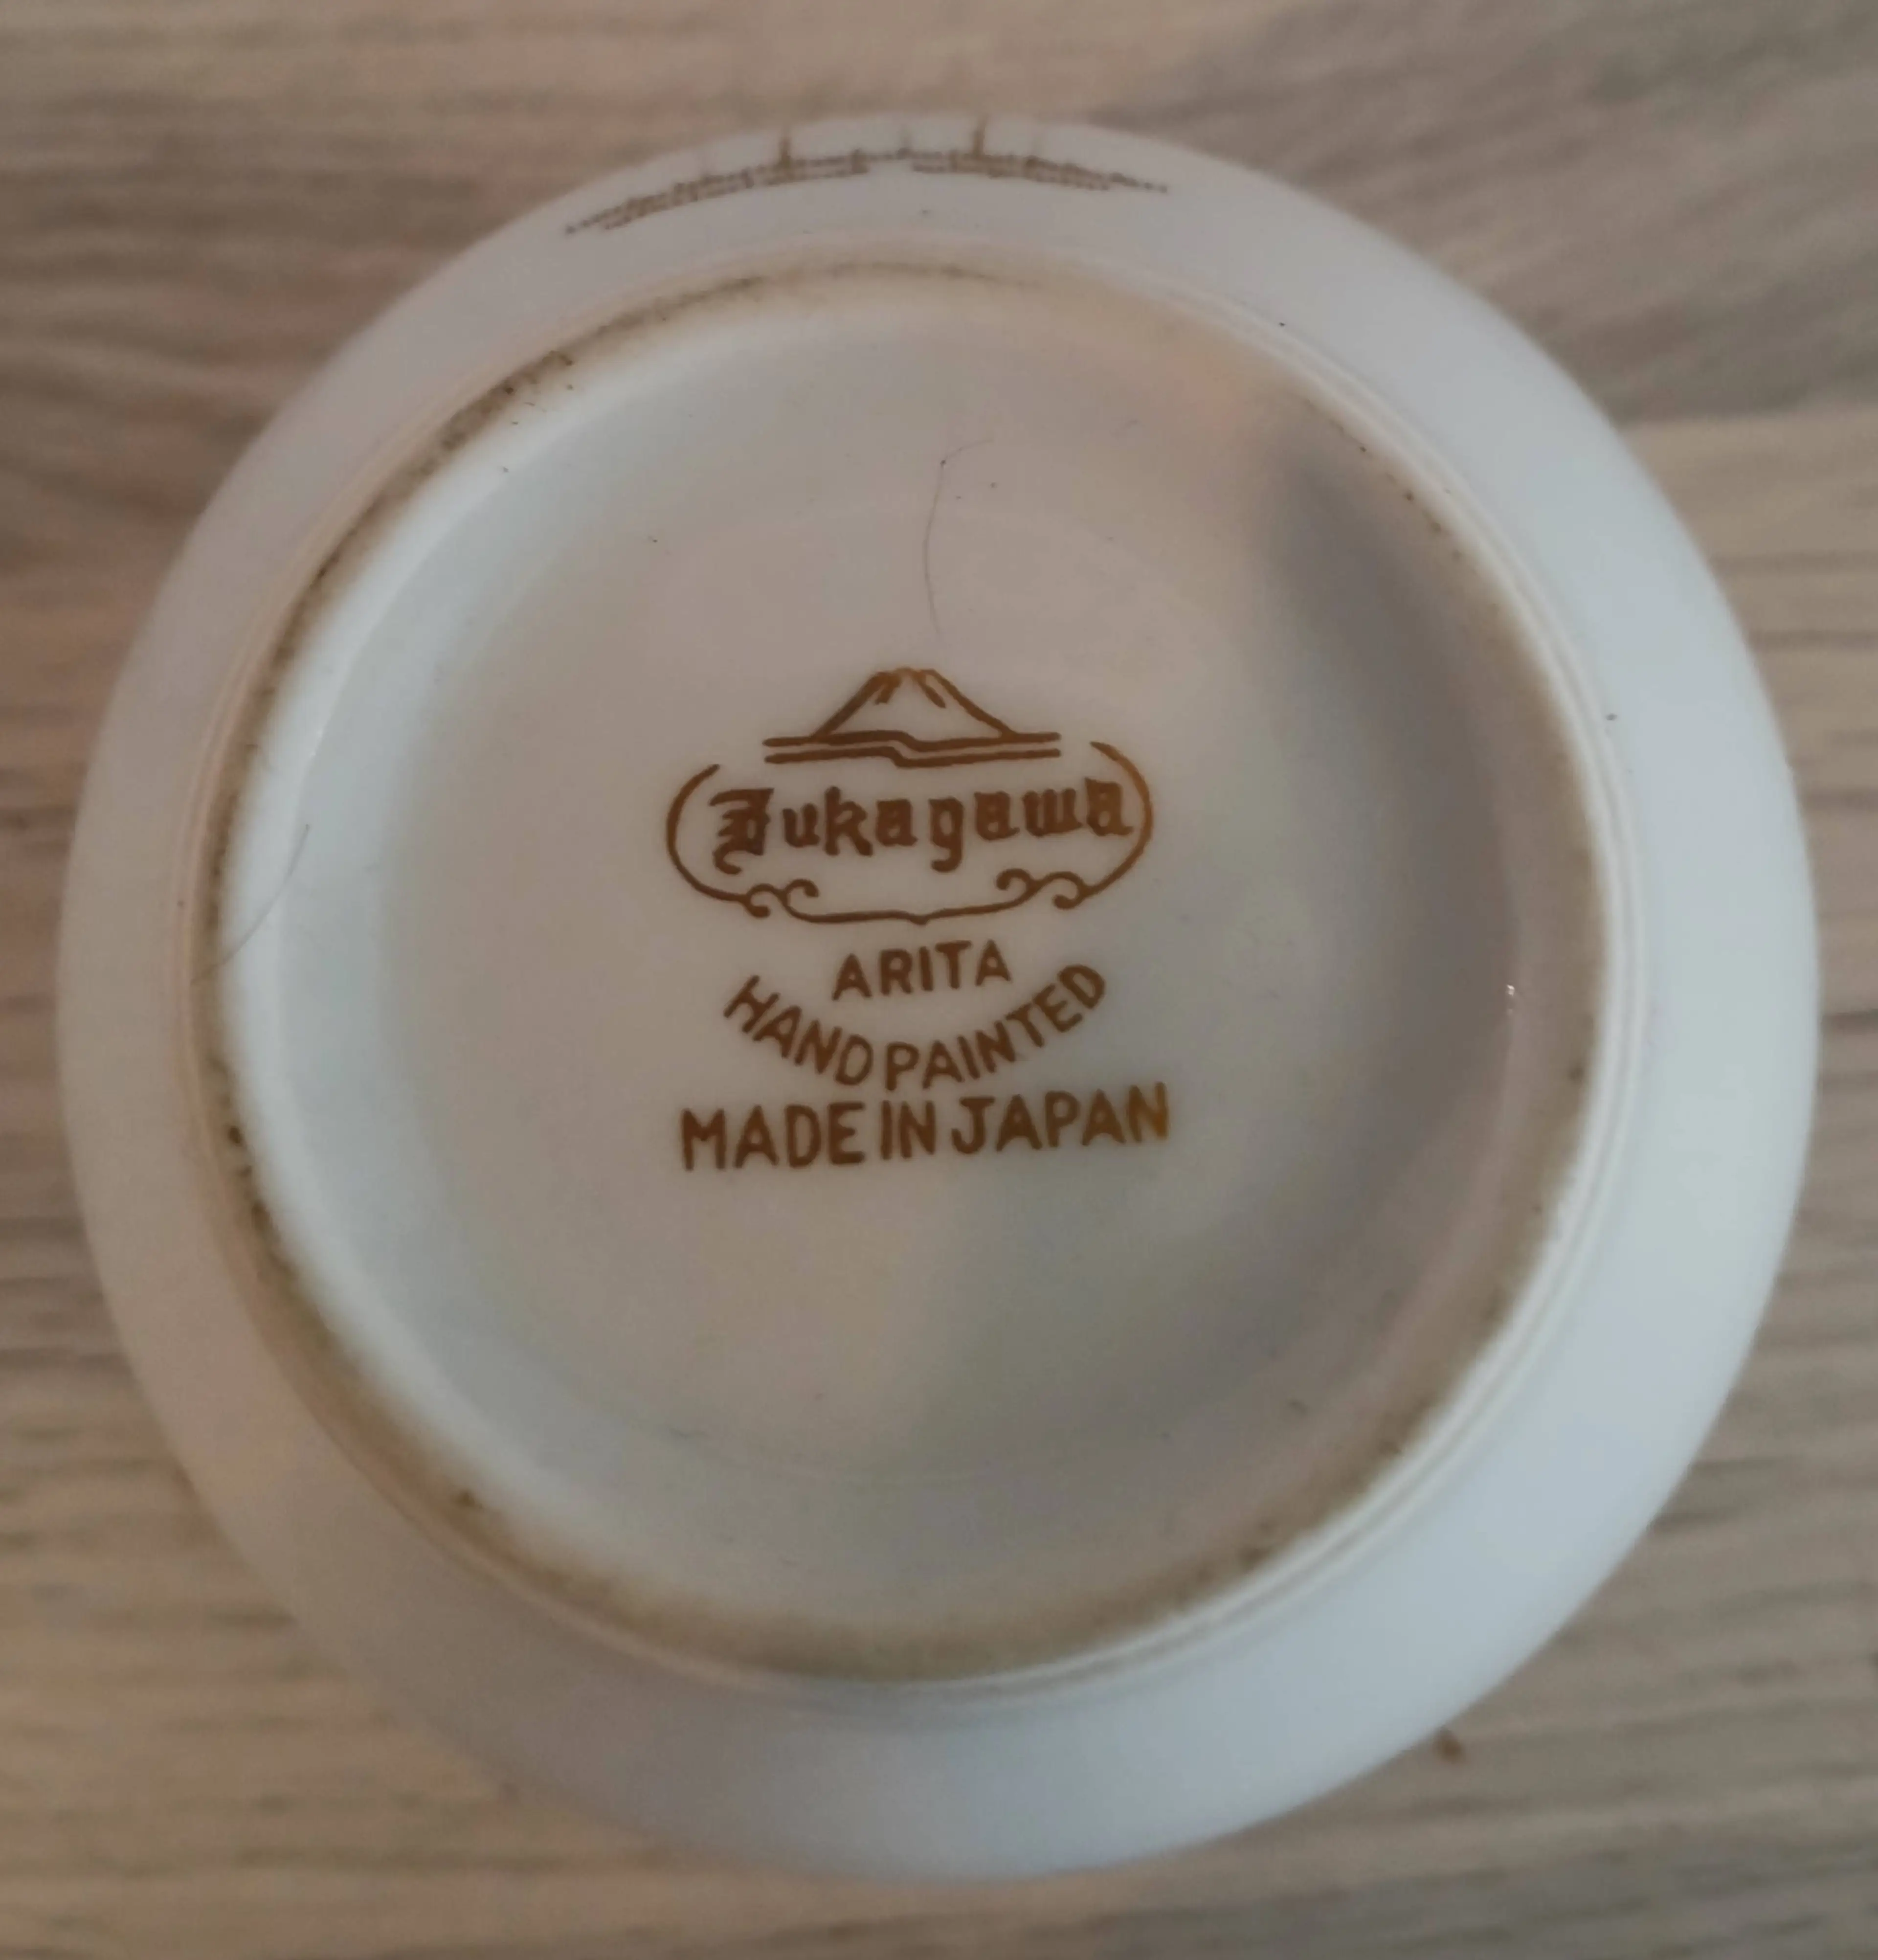 Fukagawa
ARITA
HAND PAINTED
MADE IN JAPAN